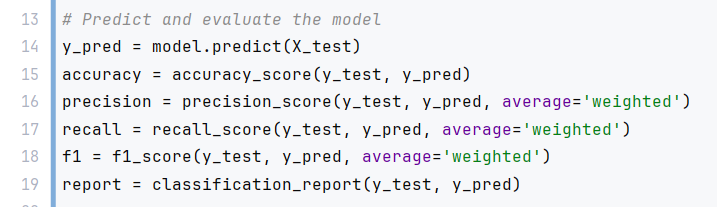 13 # Predict and evaluate the model
14 y_pred = model.predict(X_test)
15 accuracy = accuracy_score(y_test, y_pred)
16 precision = precision_score(y_test, y_pred, average='weighted')
17 recall = recall_score(y_test, y_pred, average='weighted')
18 f1 = f1_score(y_test, y_pred, average='weighted')
19 report = classification_report(y_test, y_pred)